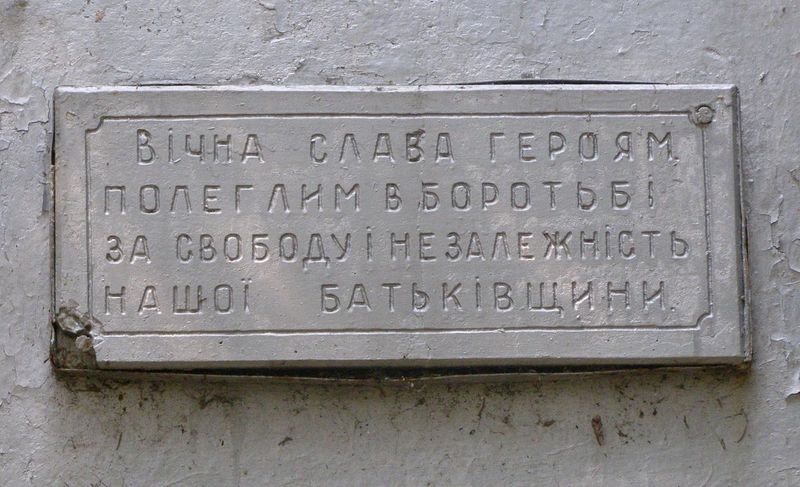 ВІЧНА СЛАВА ГЕРОЯМ,
ПОЛЕГЛИМ В БОРОТЬБІ
ЗА СВОБОДУ І НЕЗАЛЕЖНІСТЬ
НАШОЇ БАТЬКІВЩИНИ.